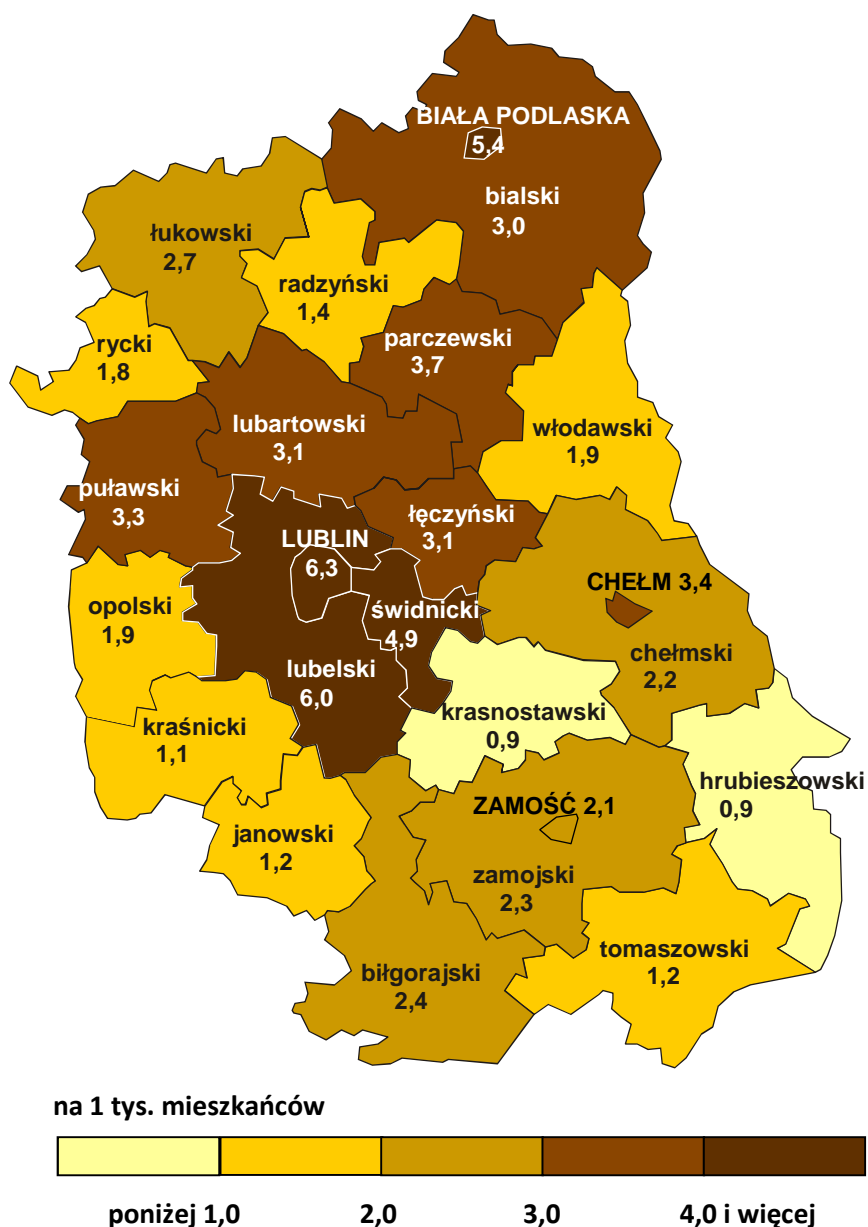 BIAŁA PODLASKA
5,4
bialski
3,0
łukowski
2,7
radzyński
1,4
rycki
1,8
parczewski
3,7
lubartowski
3,1
włodawski
1,9
puławski
3,3
łęczyński
3,1
LUBLIN
6,3
CHEŁM 3,4
opolski
1,9
świdnicki
4,9
lubelski
6,0
chełmski
2,2
kraśnicki
1,1
krasnostawski
0,9
hrubieszowski
0,9
ZAMOŚĆ 2,1
janowski
1,2
zamojski
2,3
tomaszowski
1,2
biłgorajski
2,4
na 1 tys. mieszkańców
poniżej 1,0 2,0 3,0 4,0 i więcej